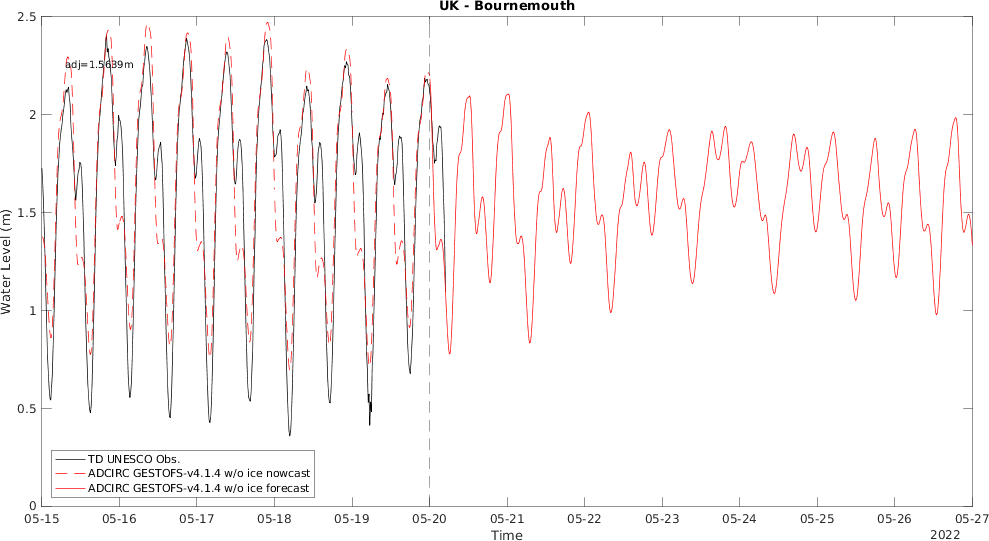 UK - Bournemouth
2.5
adj=1.5639m
2
1.5
1
0.5
0
Water Level (m)
TD UNESCO Obs.
ADCIRC GESTOFS-v4.1.4 w/o ice nowcast
ADCIRC GESTOFS-v4.1.4 w/o ice forecast
05-15 05-16 05-17 05-18 05-19 05-20 05-21 05-22 05-23 05-24 05-25 05-26 05-27
Time
2022